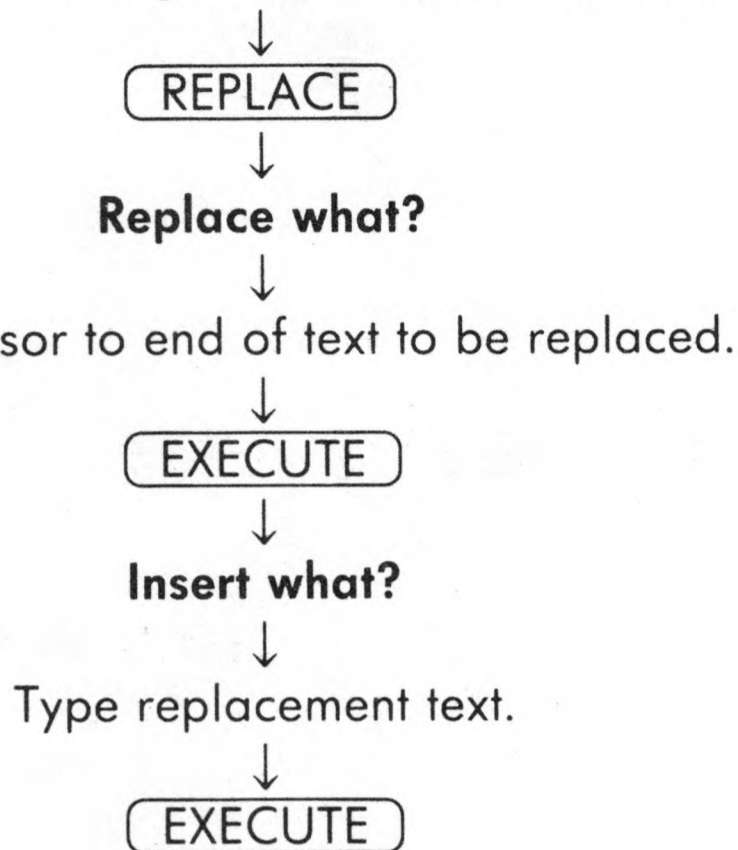 REPLACE
Replace what?
sor to end of text to be replaced.
EXECUTE
Insert what?
Type replacement text.
EXECUTE